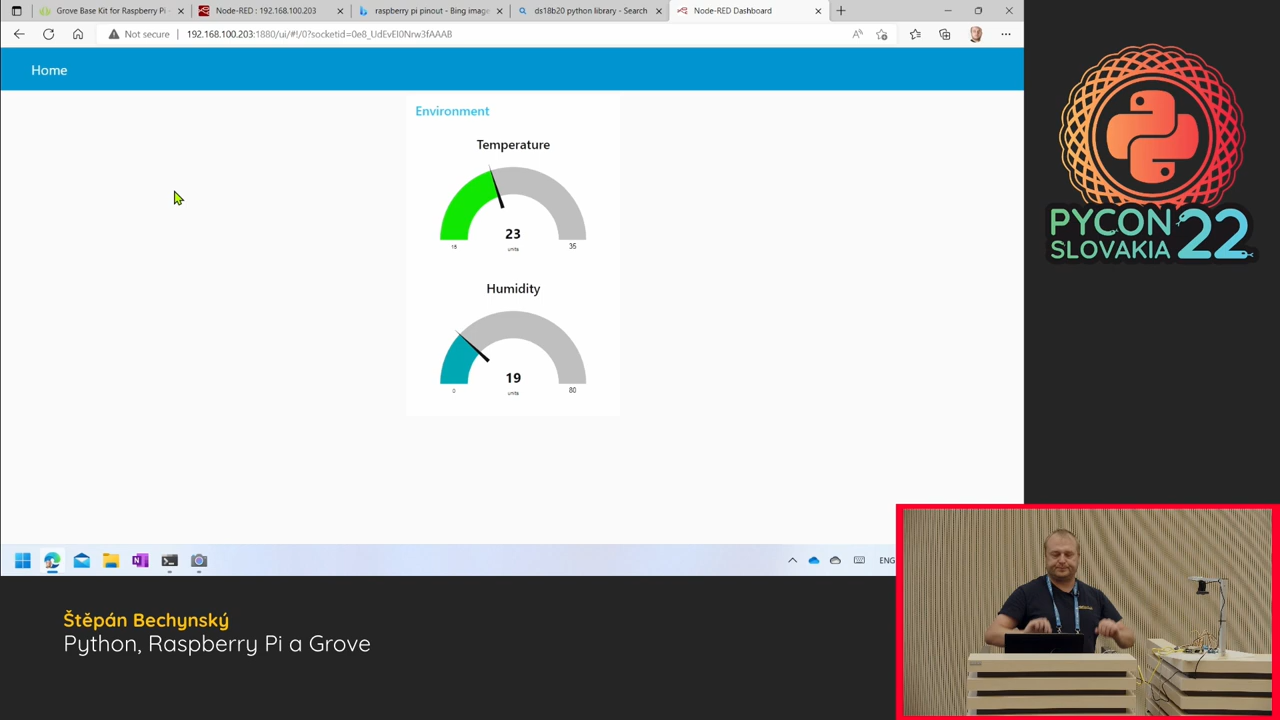 Grove Base Kit for Raspberry Pi
Node-RED : 192.168.100.203
raspberry pi pinout - Bing image
ds18b20 python library - Search
Node-RED Dashboard
Not secure
192.168.100.203:1880/ui/#!/0?socketid=0e8_UdEvEI0Nrw3fAAAB
Home
Environment
Temperature
23
units
15
35
Humidity
19
units
0
80
ENG
PYCON
SLOVAKIA
22
Štěpán Bechynský
Python, Raspberry Pi a Grove